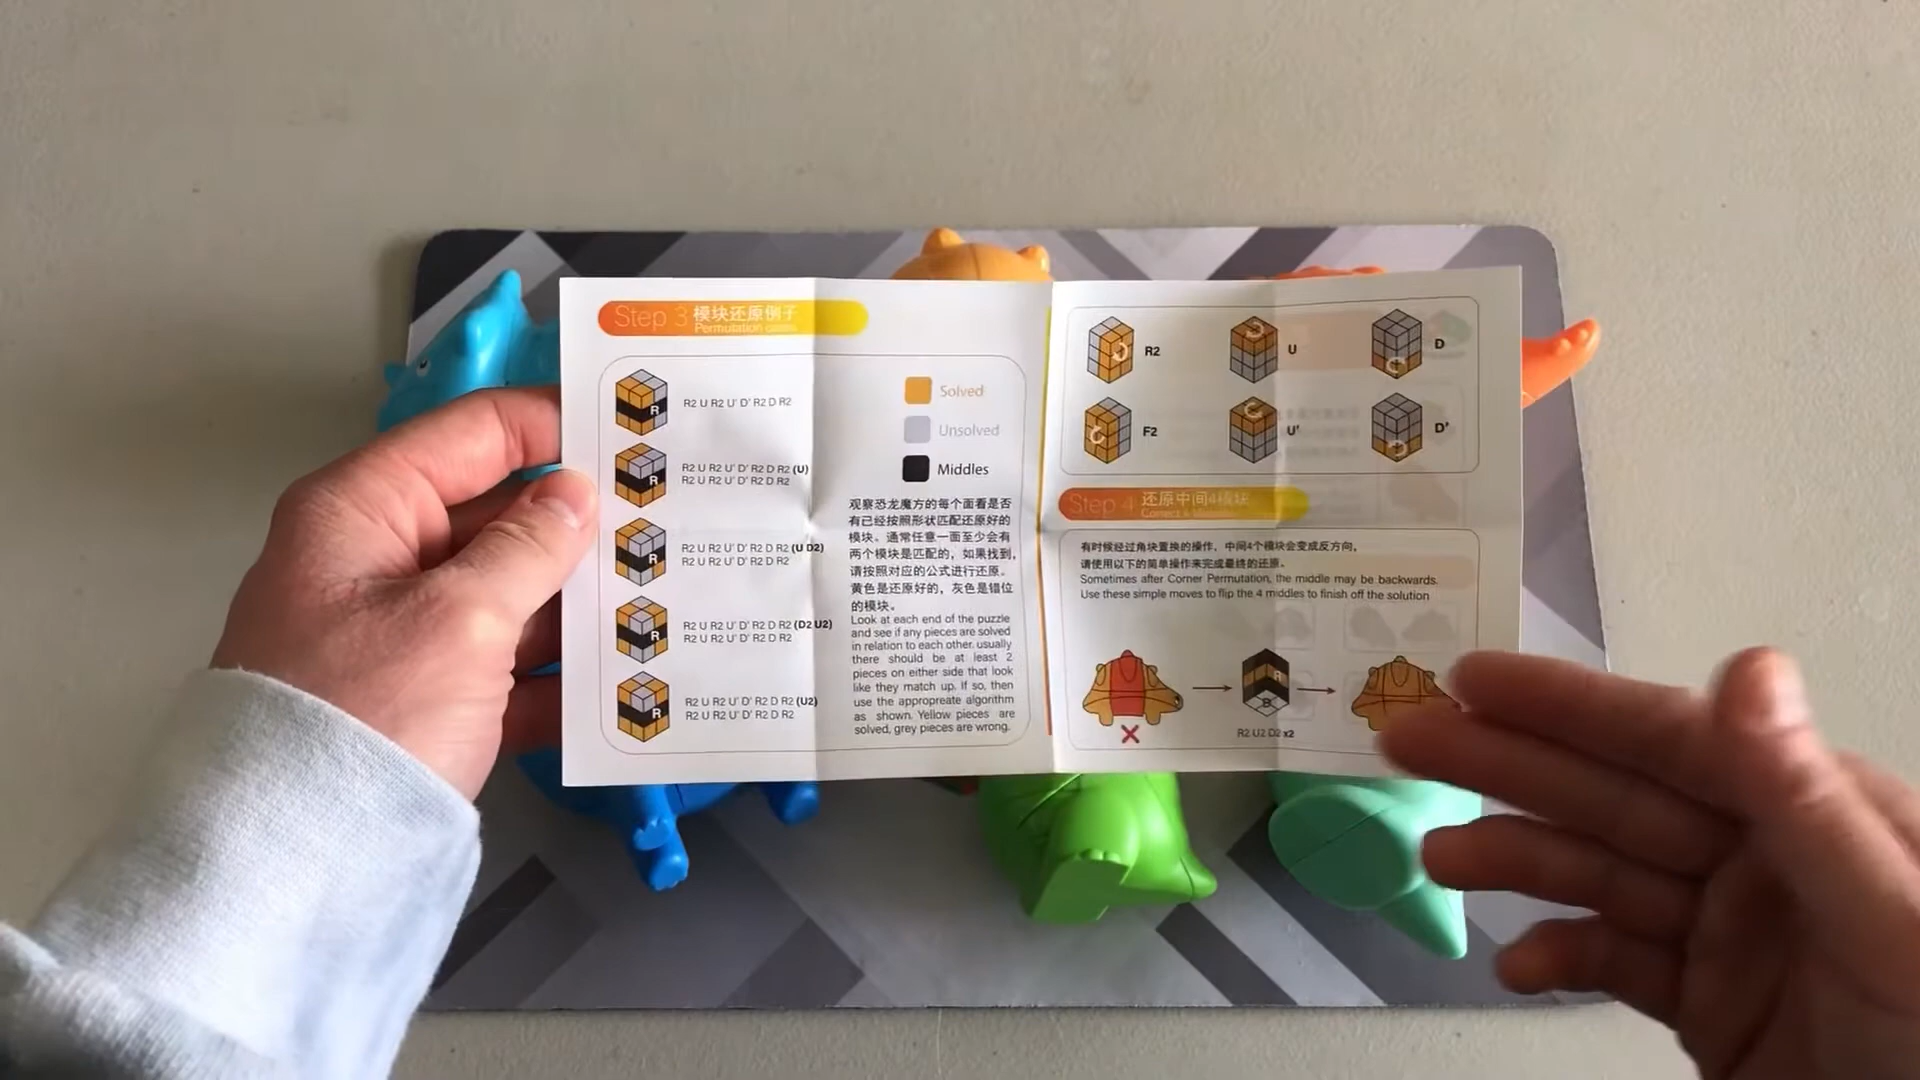 Step 3 模块还原例子
Permutation cases
R
R2 U R2 U' D' R2 D R2
R
R2 U R2 U' D' R2 D R2 (U)
R2 U R2 U' D' R2 D R2
R
R2 U R2 U' D' R2 D R2 (U D2)
R2 U R2 U' D' R2 D R2
R
R2 U R2 U' D' R2 D R2 (D2 U2)
R2 U R2 U' D' R2 D R2
R
R2 U R2 U' D' R2 D R2 (U2)
R2 U R2 U' D' R2 D R2
Solved
Unsolved
Middles
观察恐龙魔方的每个面看是否
有已经按照形状匹配还原好的
模块。通常任意一面至少会有
两个模块是匹配的，如果找到，
请按照对应的公式进行还原。
黄色是还原好的，灰色是错位
的模块。
Look at each end of the puzzle
and see if any pieces are solved
in relation to each other. usually
there should be at least 2
pieces on either side that look
like they match up. If so, then
use the appropreate algorithm
as shown. Yellow pieces are
solved, grey pieces are wrong.
R2
U
D
F2
U'
D'
Step 4 还原中间4模块
有时候经过角块置换的操作，中间4个模块会变成反方向，
请使用以下的简单操作来完成最终的还原。
Sometimes after Corner Permutation, the middle may be backwards.
Use these simple moves to flip the 4 middles to finish off the solution
R
B
R2 U2 D2 x2